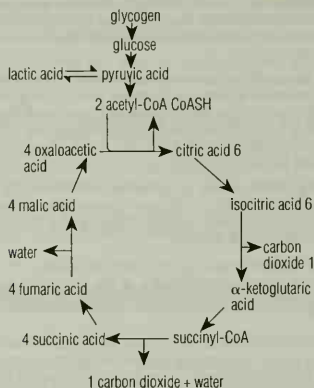 glycogen
glucose
lactic acid pyruvic acid
2 acetyl-CoA CoASH
4 oxaloacetic acid
citric acid 6
4 malic acid
isocitric acid 6
water
carbon dioxide 1
4 fumaric acid
α-ketoglutaric acid
4 succinic acid
succinyl-CoA
1 carbon dioxide + water